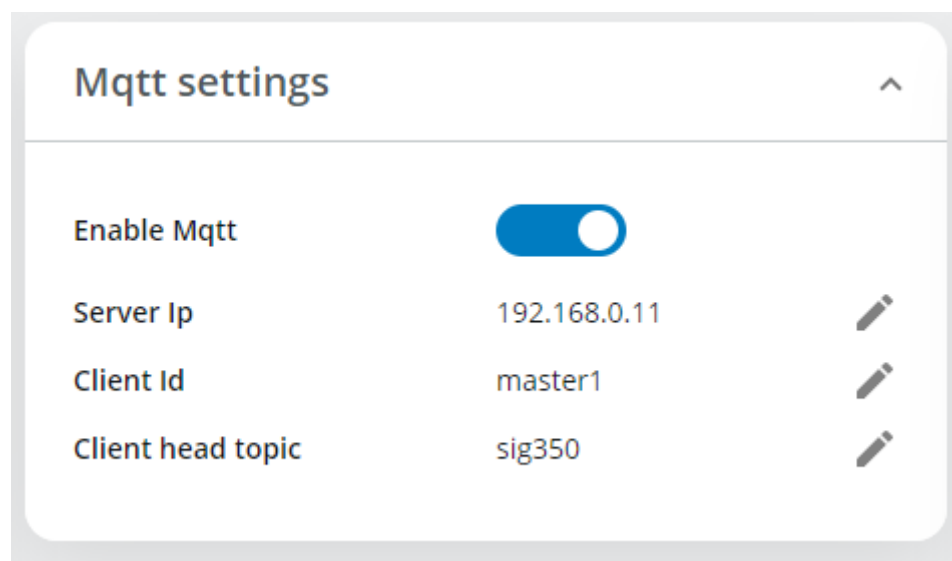 Mqtt settings
Enable Mqtt
Server Ip 192.168.0.11
Client Id master1
Client head topic sig350